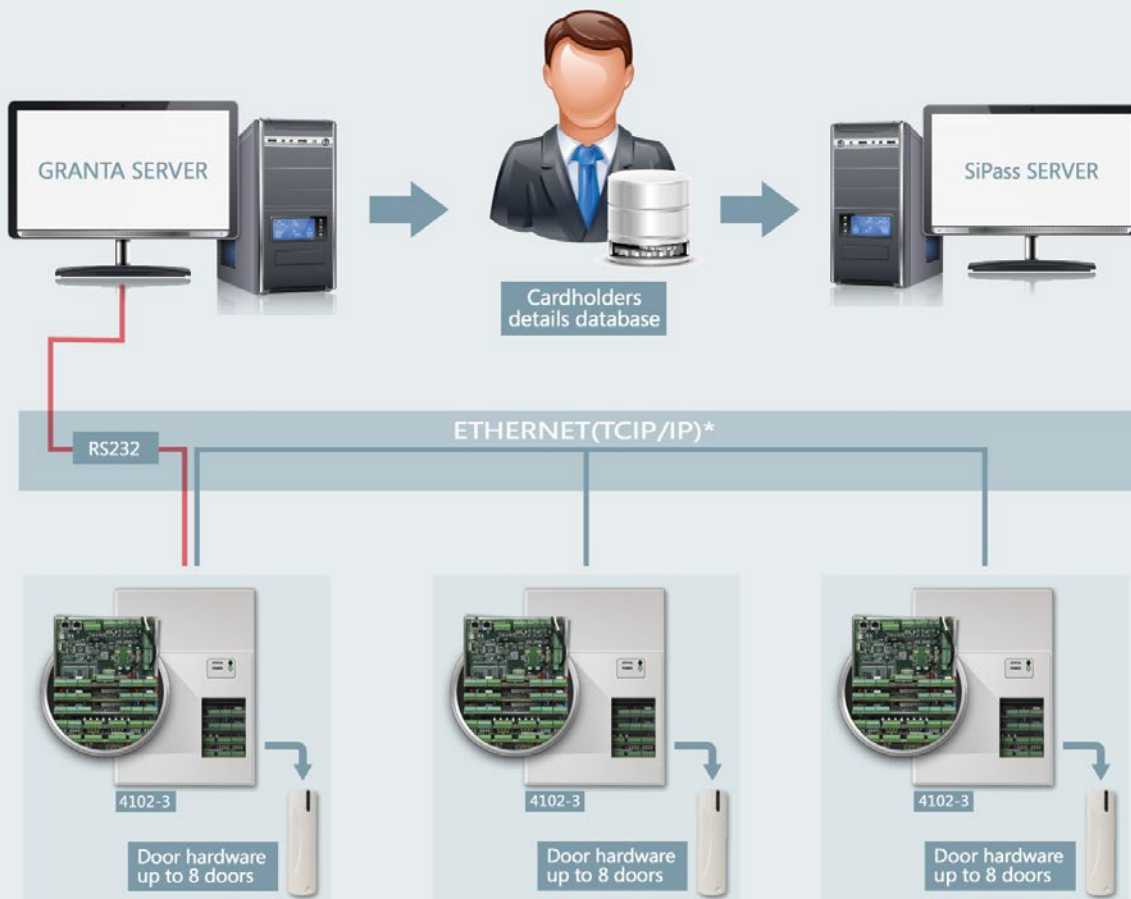 GRANTA SERVER
SiPass SERVER
Cardholders
details database
ETHERNET(TCIP/IP)*
RS232
4102-3
4102-3
4102-3
Door hardware
up to 8 doors
Door hardware
up to 8 doors
Door hardware
up to 8 doors